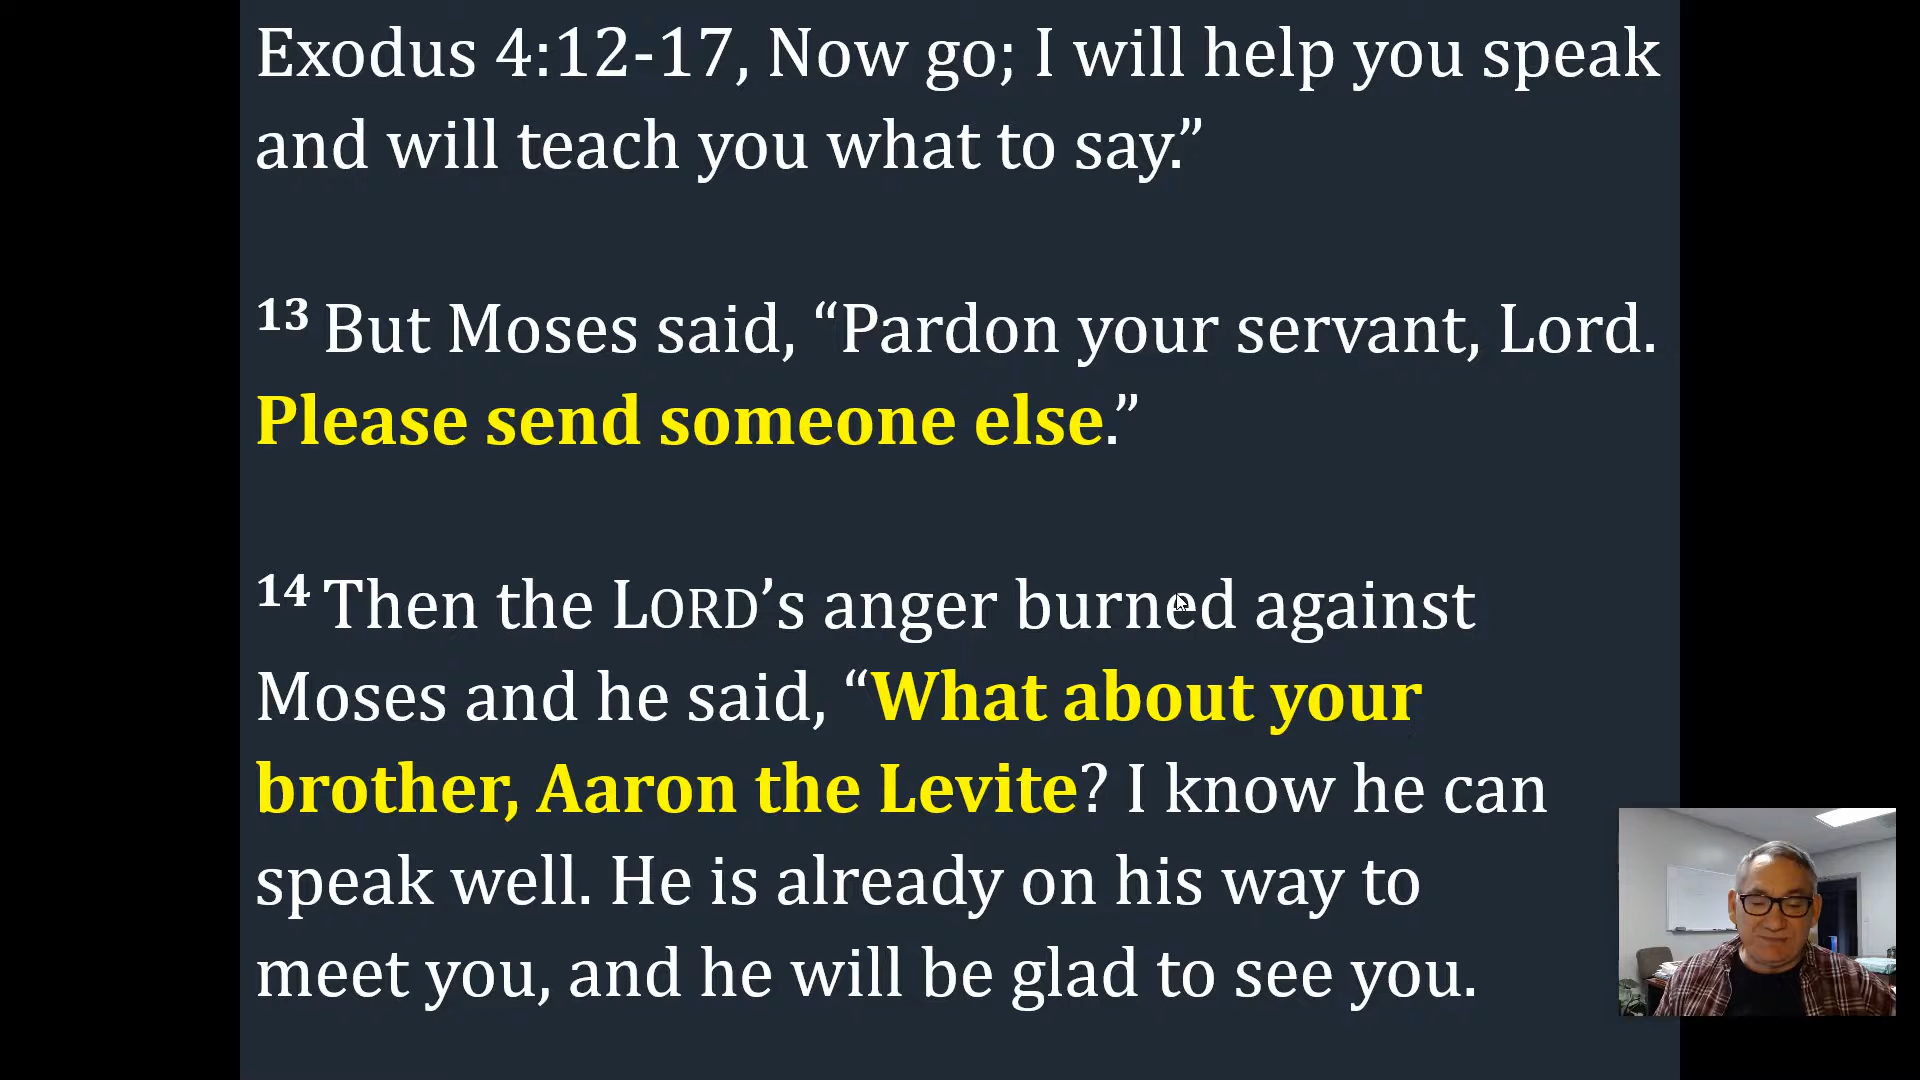 Exodus 4:12-17, Now go; I will help you speak
and will teach you what to say.”
13 But Moses said, “Pardon your servant, Lord.
Please send someone else.”
14 Then the LORD’s anger burned against
Moses and he said, “What about your
brother, Aaron the Levite? I know he can
speak well. He is already on his way to
meet you, and he will be glad to see you.